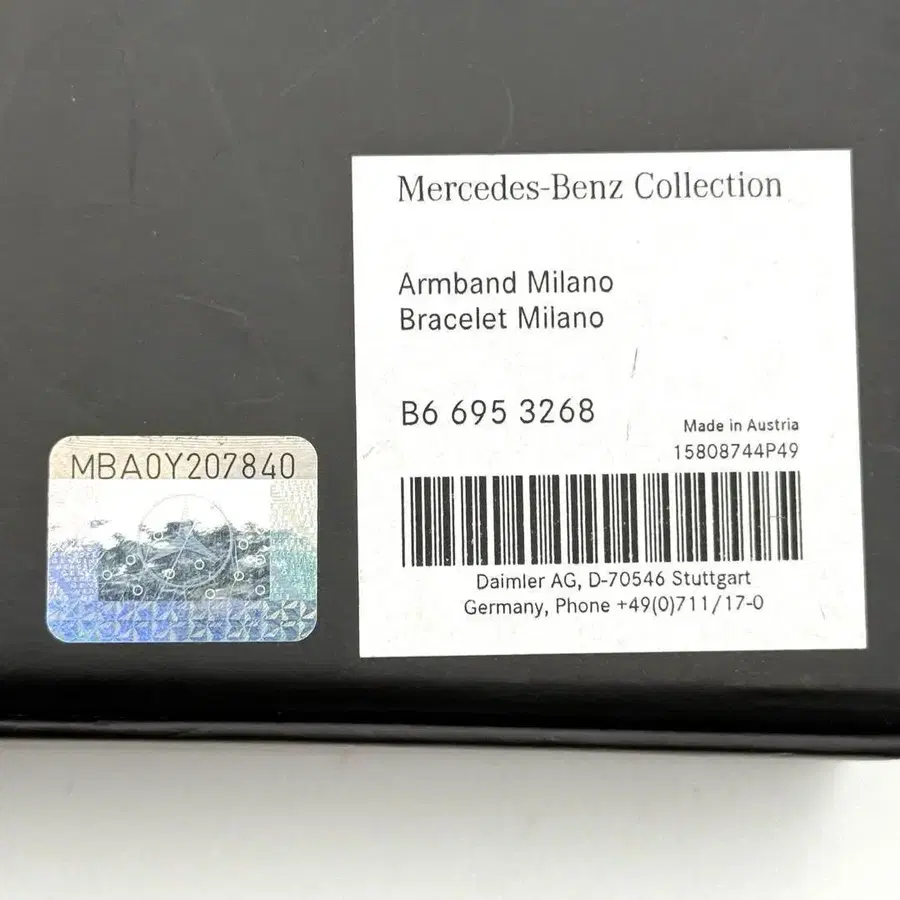 Mercedes-Benz Collection
Armband Milano
Bracelet Milano
B6 695 3268
Made in Austria
15808744P49
MBA0Y207840
Daimler AG, D-70546 Stuttgart
Germany, Phone +49(0)711/17-0